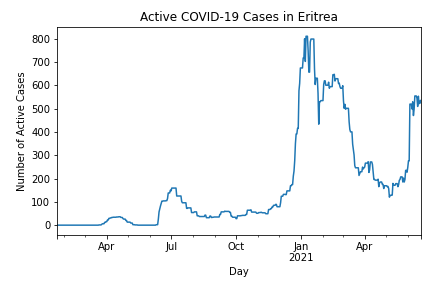 Active COVID-19 Cases in Eritrea
Number of Active Cases
800
700
600
500
400
300
200
100
0
Apr Jul Oct Jan Apr
2021
Day